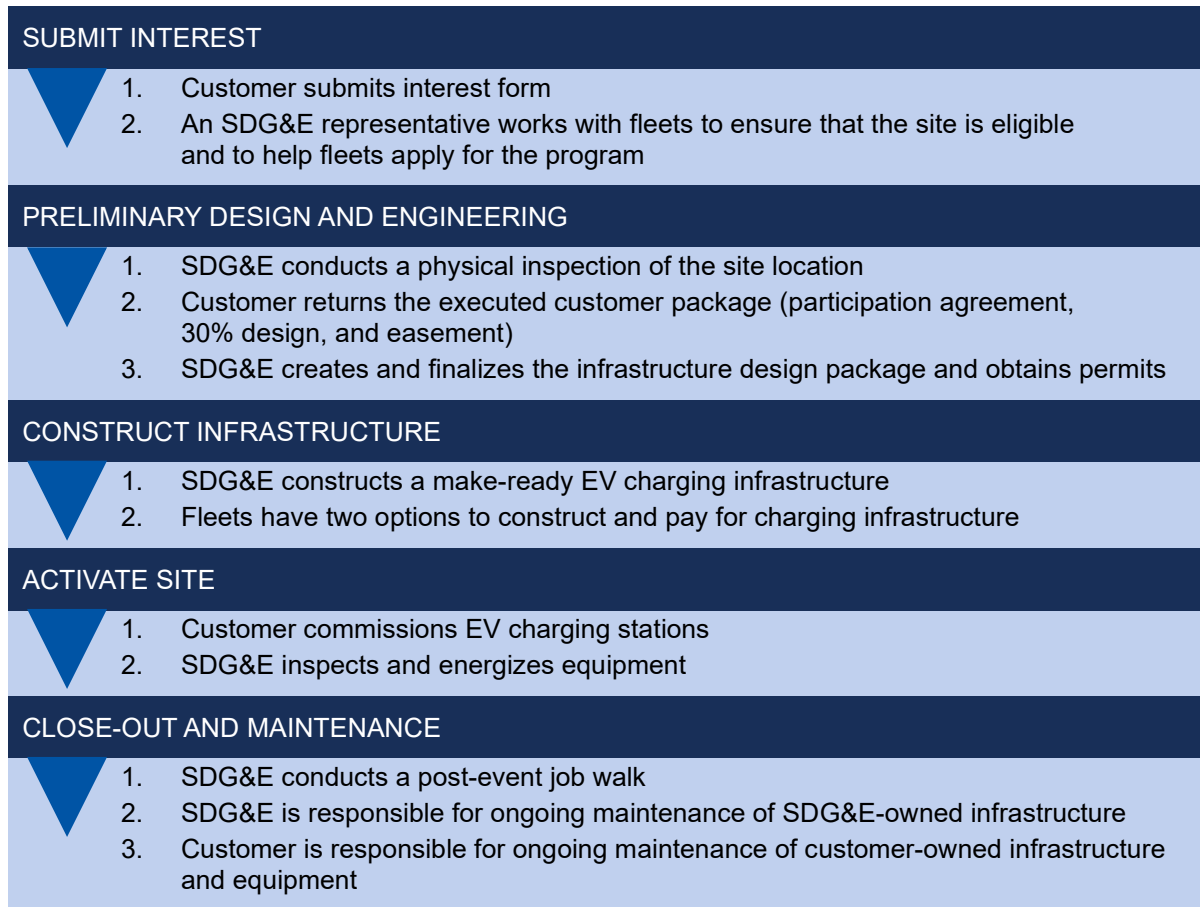 SUBMIT INTEREST
1. Customer submits interest form
2. An SDG&E representative works with fleets to ensure that the site is eligible
and to help fleets apply for the program
PRELIMINARY DESIGN AND ENGINEERING
1. SDG&E conducts a physical inspection of the site location
2. Customer returns the executed customer package (participation agreement,
30% design, and easement)
3. SDG&E creates and finalizes the infrastructure design package and obtains permits
CONSTRUCT INFRASTRUCTURE
1. SDG&E constructs a make-ready EV charging infrastructure
2. Fleets have two options to construct and pay for charging infrastructure
ACTIVATE SITE
1. Customer commissions EV charging stations
2. SDG&E inspects and energizes equipment
CLOSE-OUT AND MAINTENANCE
1. SDG&E conducts a post-event job walk
2. SDG&E is responsible for ongoing maintenance of SDG&E-owned infrastructure
3. Customer is responsible for ongoing maintenance of customer-owned infrastructure
and equipment